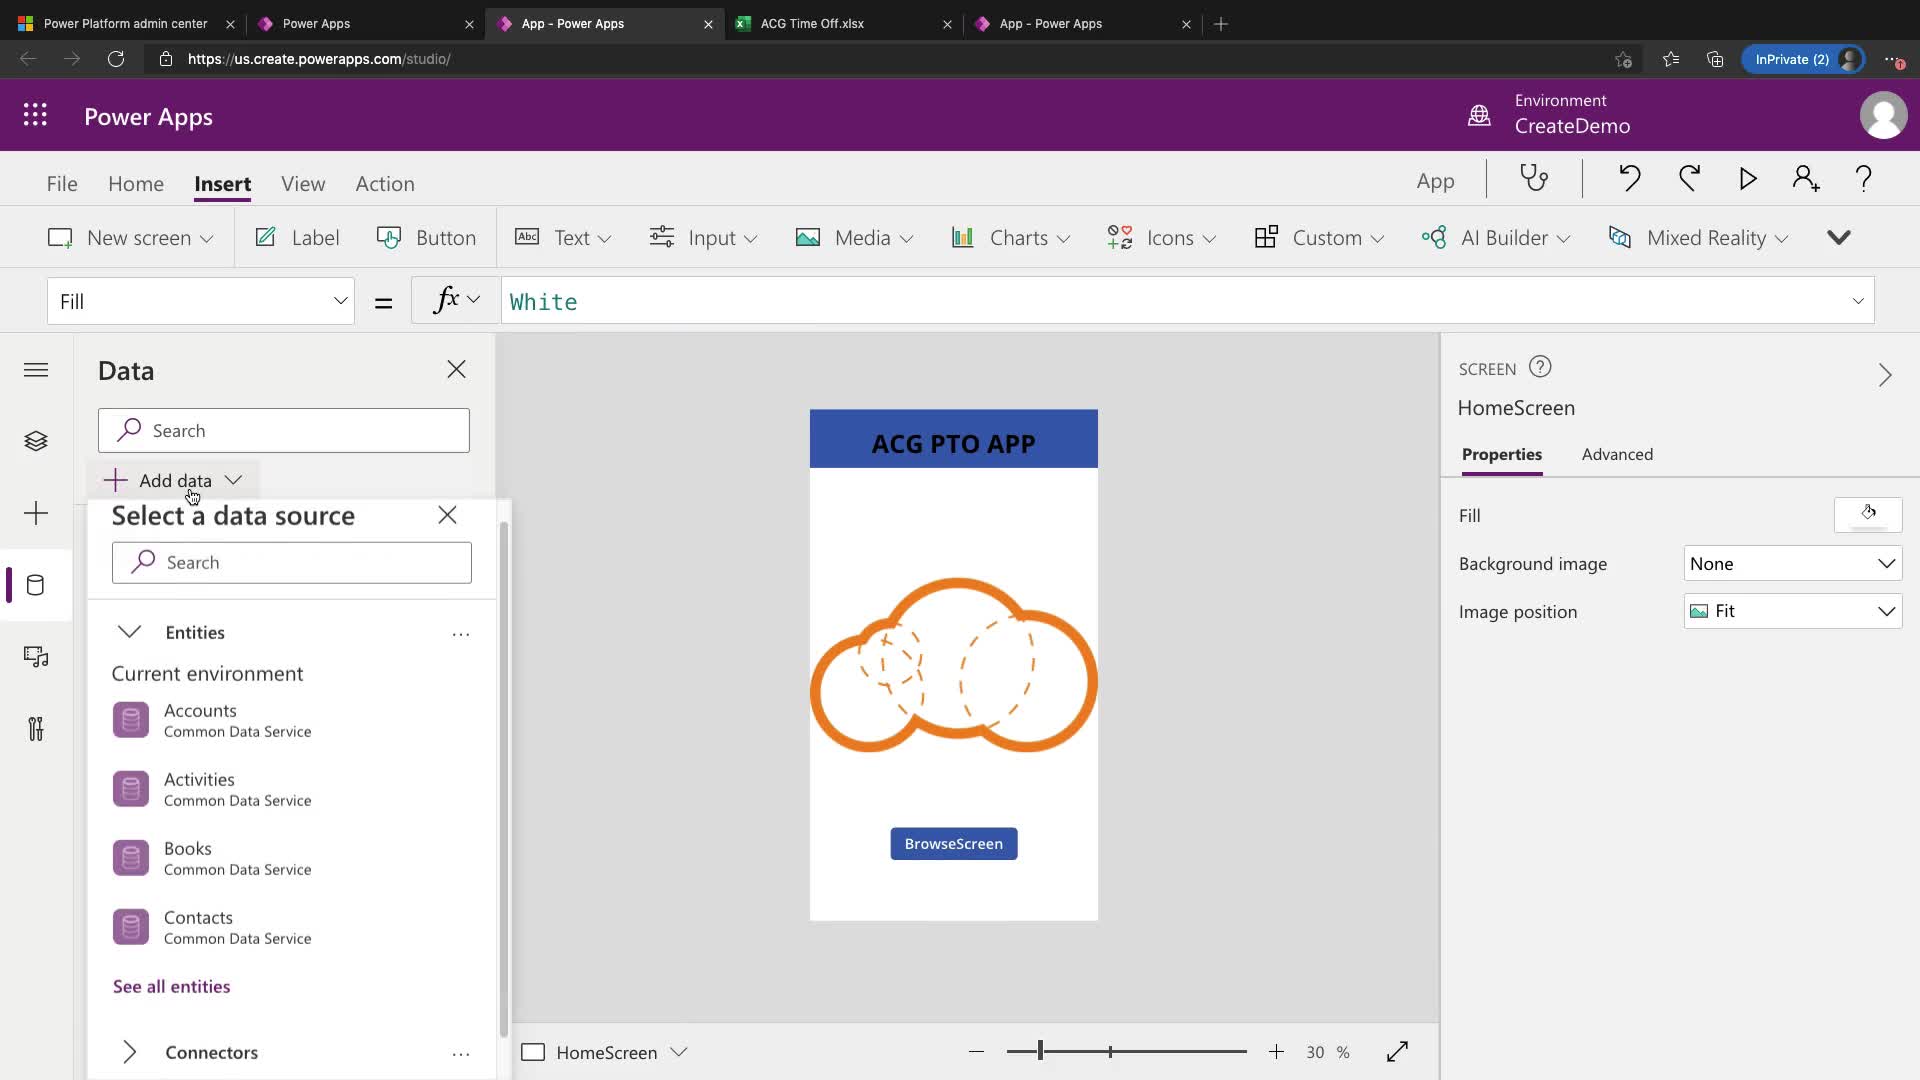 Power Platform admin center
Power Apps
App - Power Apps
ACG Time Off.xlsx
App - Power Apps
https://us.create.powerapps.com/studio/
InPrivate (2)
Power Apps
Environment
CreateDemo
File
Home
Insert
View
Action
App
New screen
Label
Button
Abc
Text
Input
Media
Charts
Icons
Custom
AI Builder
Mixed Reality
Fill
=
fx
White
Data
Search
Add data
Select a data source
Search
Entities
Current environment
Accounts
Common Data Service
Activities
Common Data Service
Books
Common Data Service
Contacts
Common Data Service
See all entities
Connectors
ACG PTO APP
BrowseScreen
HomeScreen
30 %
SCREEN
HomeScreen
Properties
Advanced
Fill
Background image
None
Image position
Fit